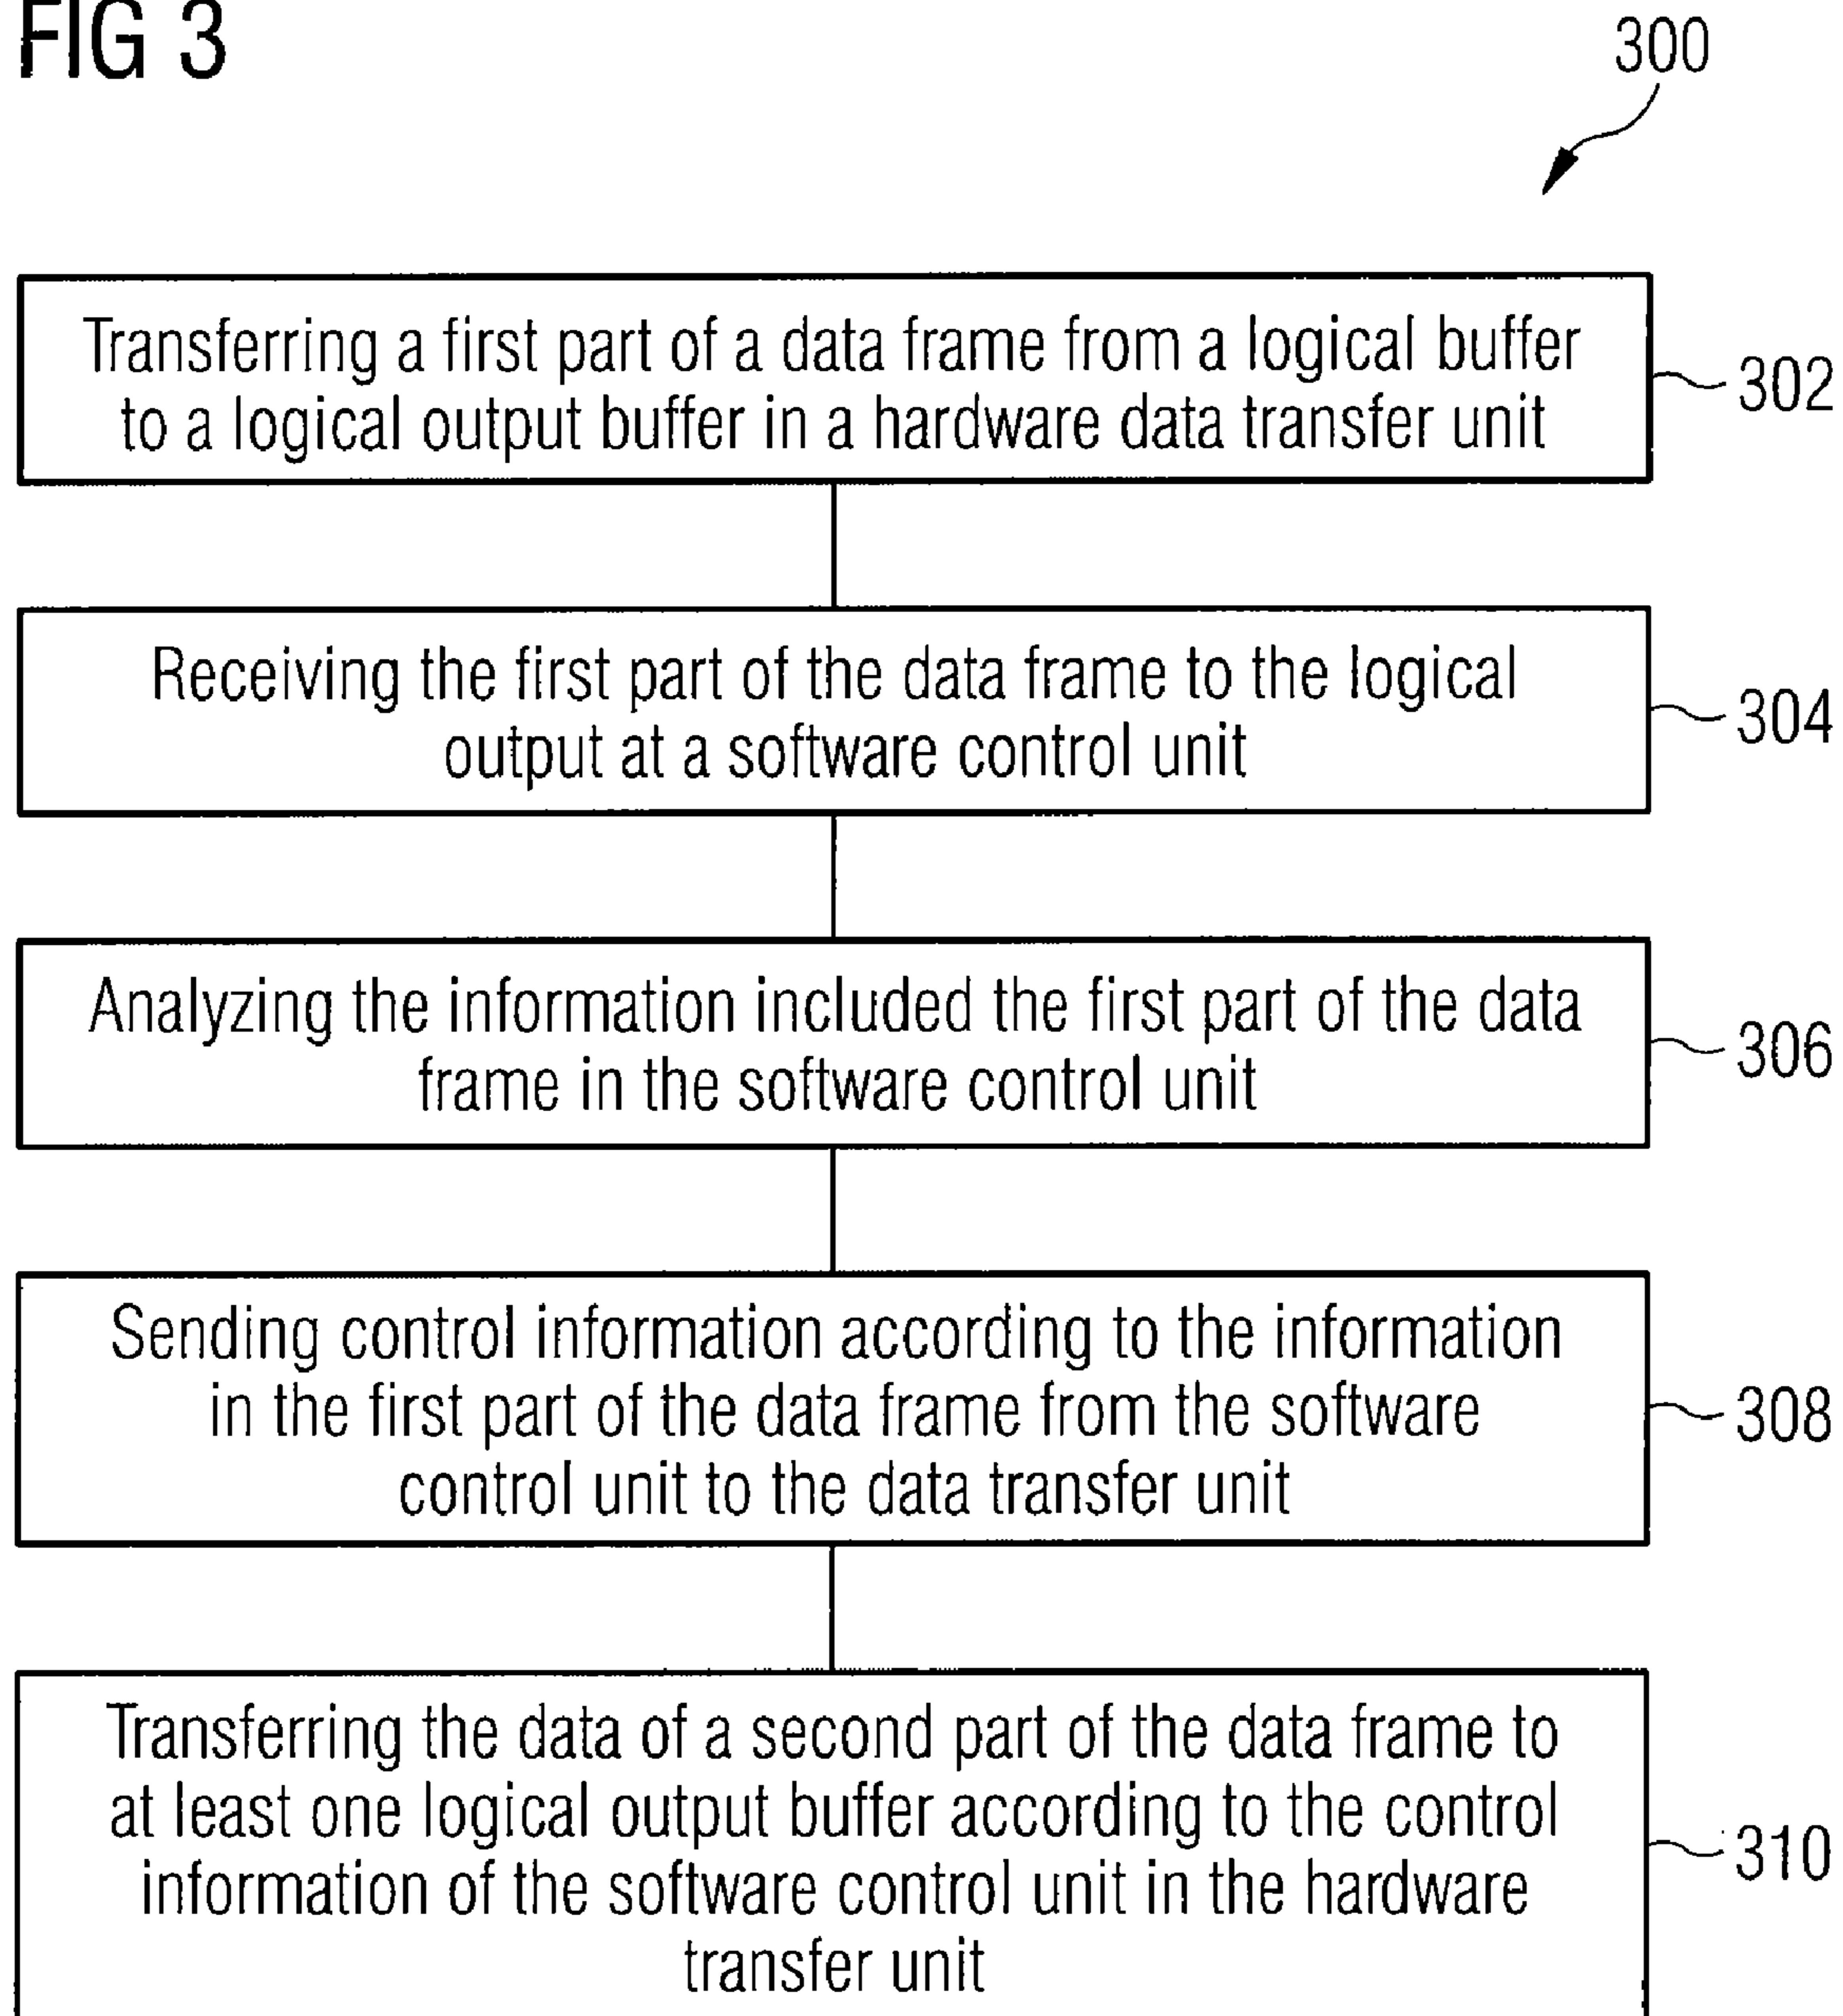 FIG 3
300
Transferring a first part of a data frame from a logical buffer
to a logical output buffer in a hardware data transfer unit
302
Receiving the first part of the data frame to the logical
output at a software control unit
304
Analyzing the information included the first part of the data
frame in the software control unit
306
Sending control information according to the information
in the first part of the data frame from the software
control unit to the data transfer unit
308
Transferring the data of a second part of the data frame to
at least one logical output buffer according to the control
information of the software control unit in the hardware
transfer unit
310